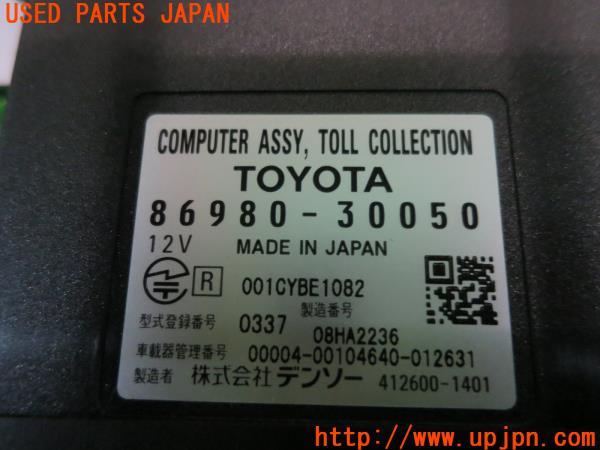 USED PARTS JAPAN
COMPUTER ASSY, TOLL COLLECTION
TOYOTA
86980-30050
12V MADE IN JAPAN
R 001CYBE1082
製造番号
型式登録番号 0337 08HA2236
車載器管理番号 00004-00104640-012631
製造者 株式会社 デンソー 412600-1401
http://www.upjpn.com